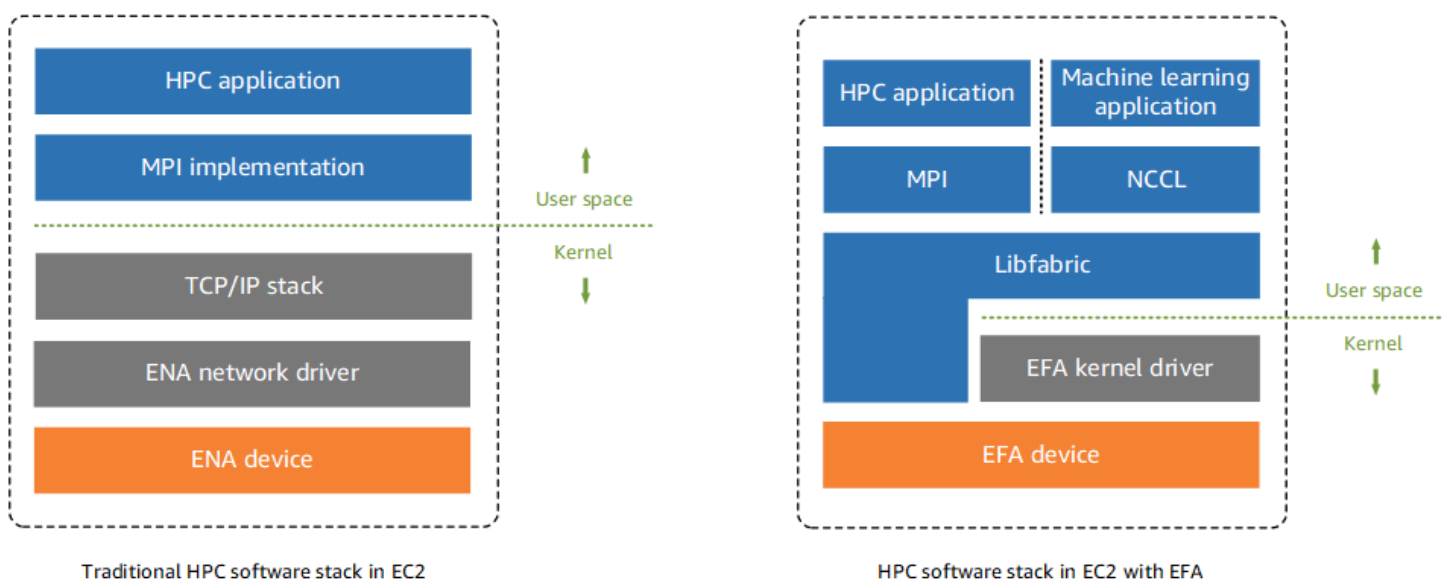 HPC application
MPI implementation
User space
Kernel
TCP/IP stack
ENA network driver
ENA device
Traditional HPC software stack in EC2
HPC application
Machine learning
application
MPI
NCCL
Libfabric
User space
Kernel
EFA kernel driver
EFA device
HPC software stack in EC2 with EFA